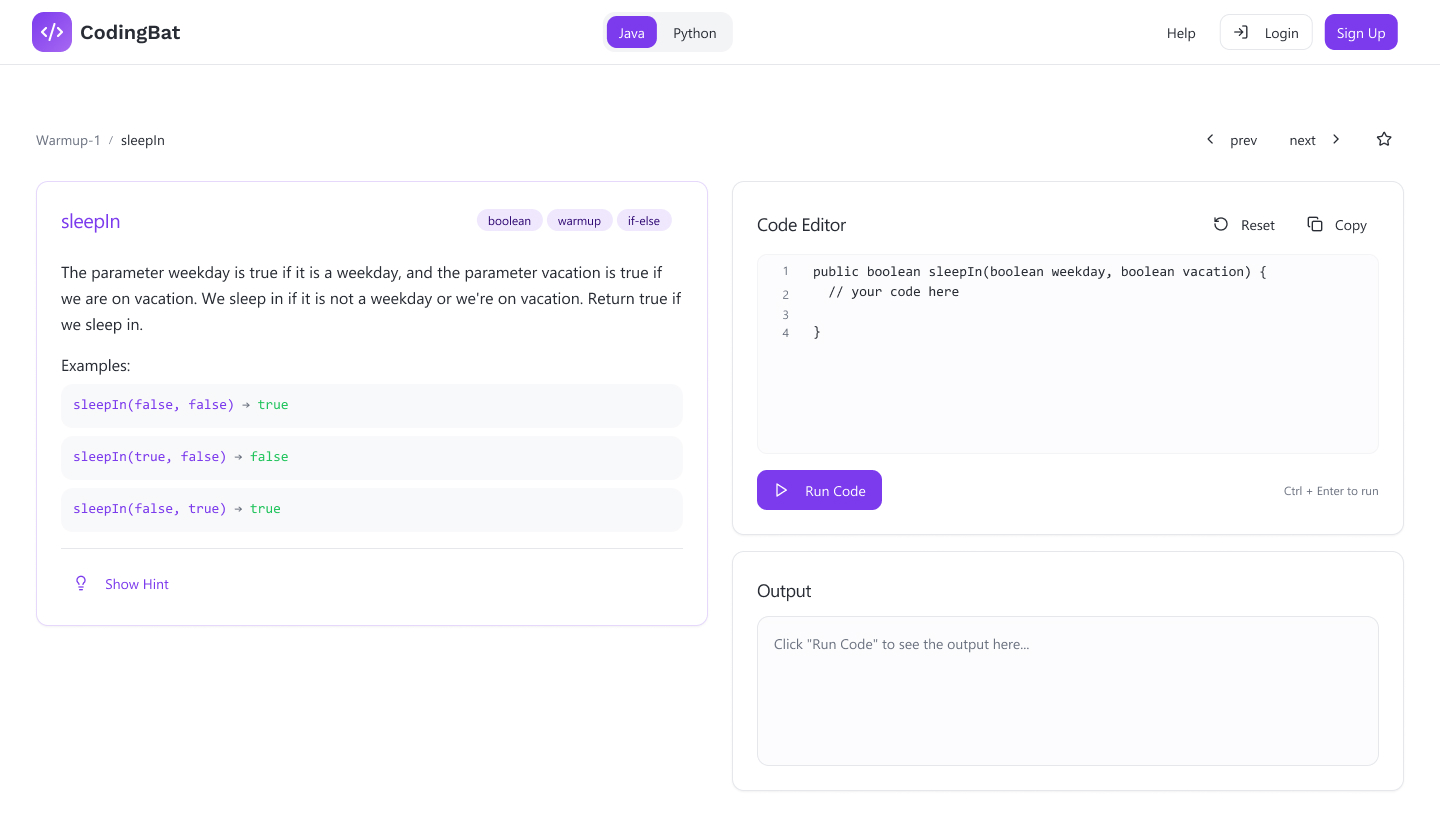 CodingBat
Java
Python
Help
Login
Sign Up
Warmup-1 / sleepIn
prev
next
sleepIn
boolean
warmup
if-else
The parameter weekday is true if it is a weekday, and the parameter vacation is true if
we are on vacation. We sleep in if it is not a weekday or we're on vacation. Return true if
we sleep in.
Examples:
sleepIn(false, false) → true
sleepIn(true, false) → false
sleepIn(false, true) → true
Show Hint
Code Editor
Reset
Copy
1 public boolean sleepIn(boolean weekday, boolean vacation) {
2 // your code here
3
4 }
Run Code
Ctrl + Enter to run
Output
Click "Run Code" to see the output here...